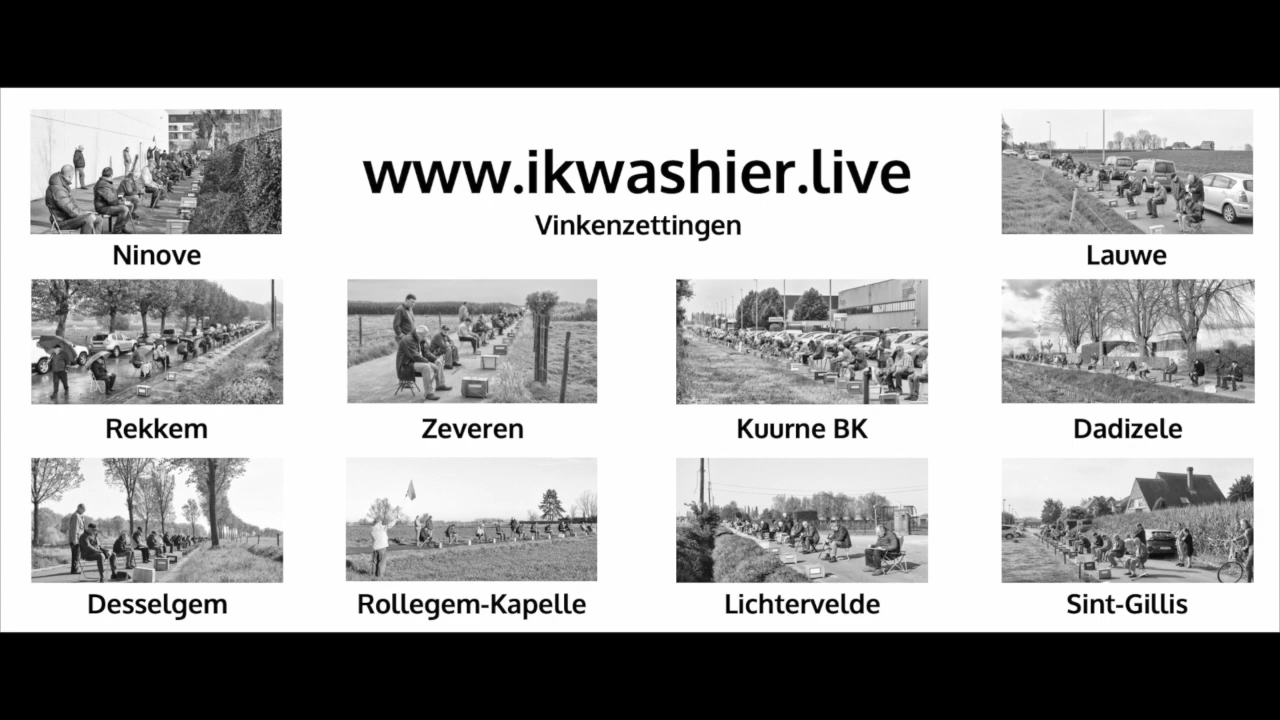 www.ikwashier.live
Vinkenzettingen
Ninove
Lauwe
Rekkem
Zeveren
Kuurne BK
Dadizele
Desselgem
Rollegem-Kapelle
Lichtervelde
Sint-Gillis